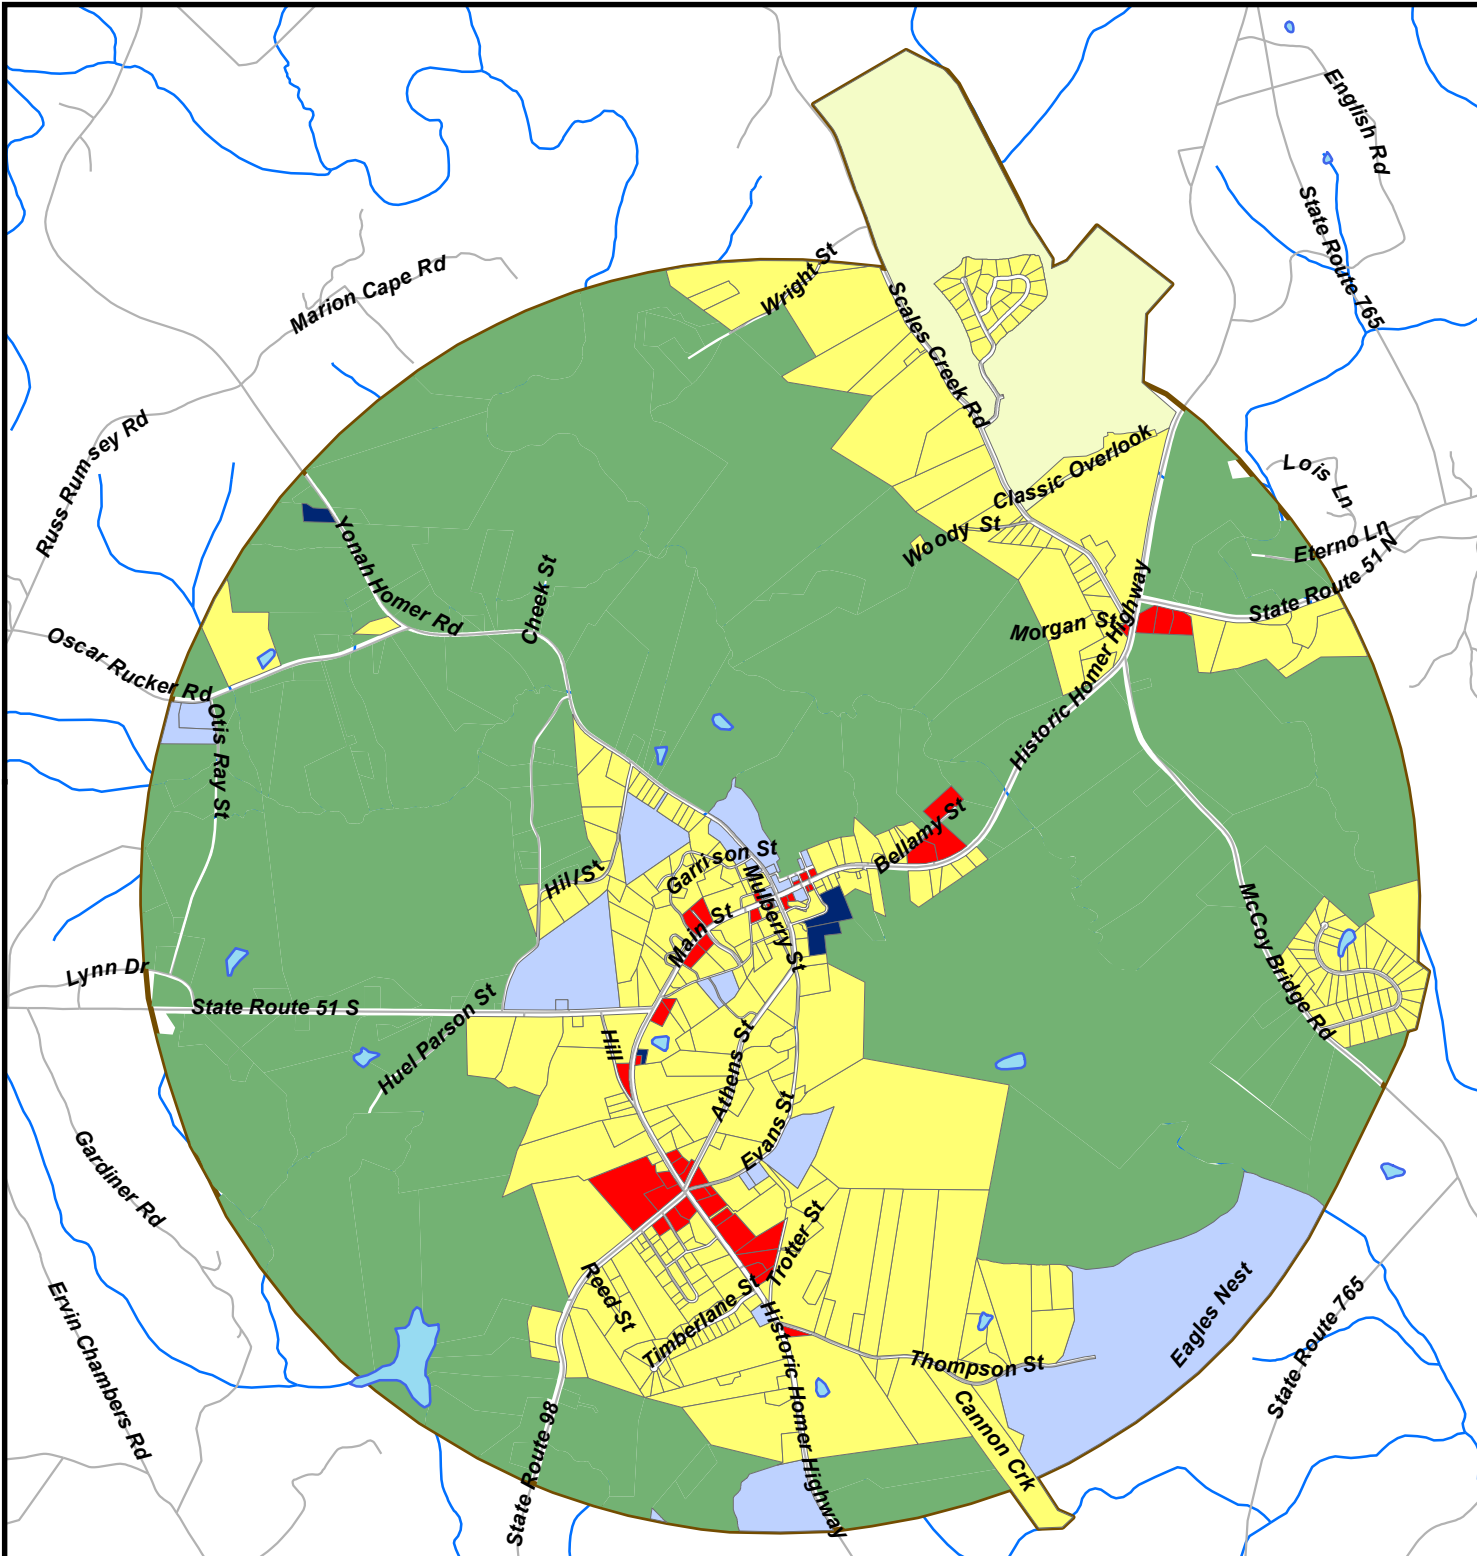 English Rd
State Route 765
Wright St
Marion Cape Rd
Scales Creek Rd
Russ Rumsey Rd
Classic Overlook
Lois Ln
Woody St
Eterno Ln
State Route 51 N
Yonah Homer Rd
Cheek St
Morgan St
Historic Homer Highway
Oscar Rucker Rd
Otis Ray St
Bellamy St
Garrison St
Hill St
Mulberry St
Main St
McCoy Bridge Rd
Lynn Dr
State Route 51 S
Huel Parson St
Hill
Athens St
Evans St
Gardiner Rd
Trotter St
Reed St
Timberlane St
Eagles Nest
Ervin Chambers Rd
State Route 765
Historic Homer Highway
Thompson St
Cannon Crk
State Route 98